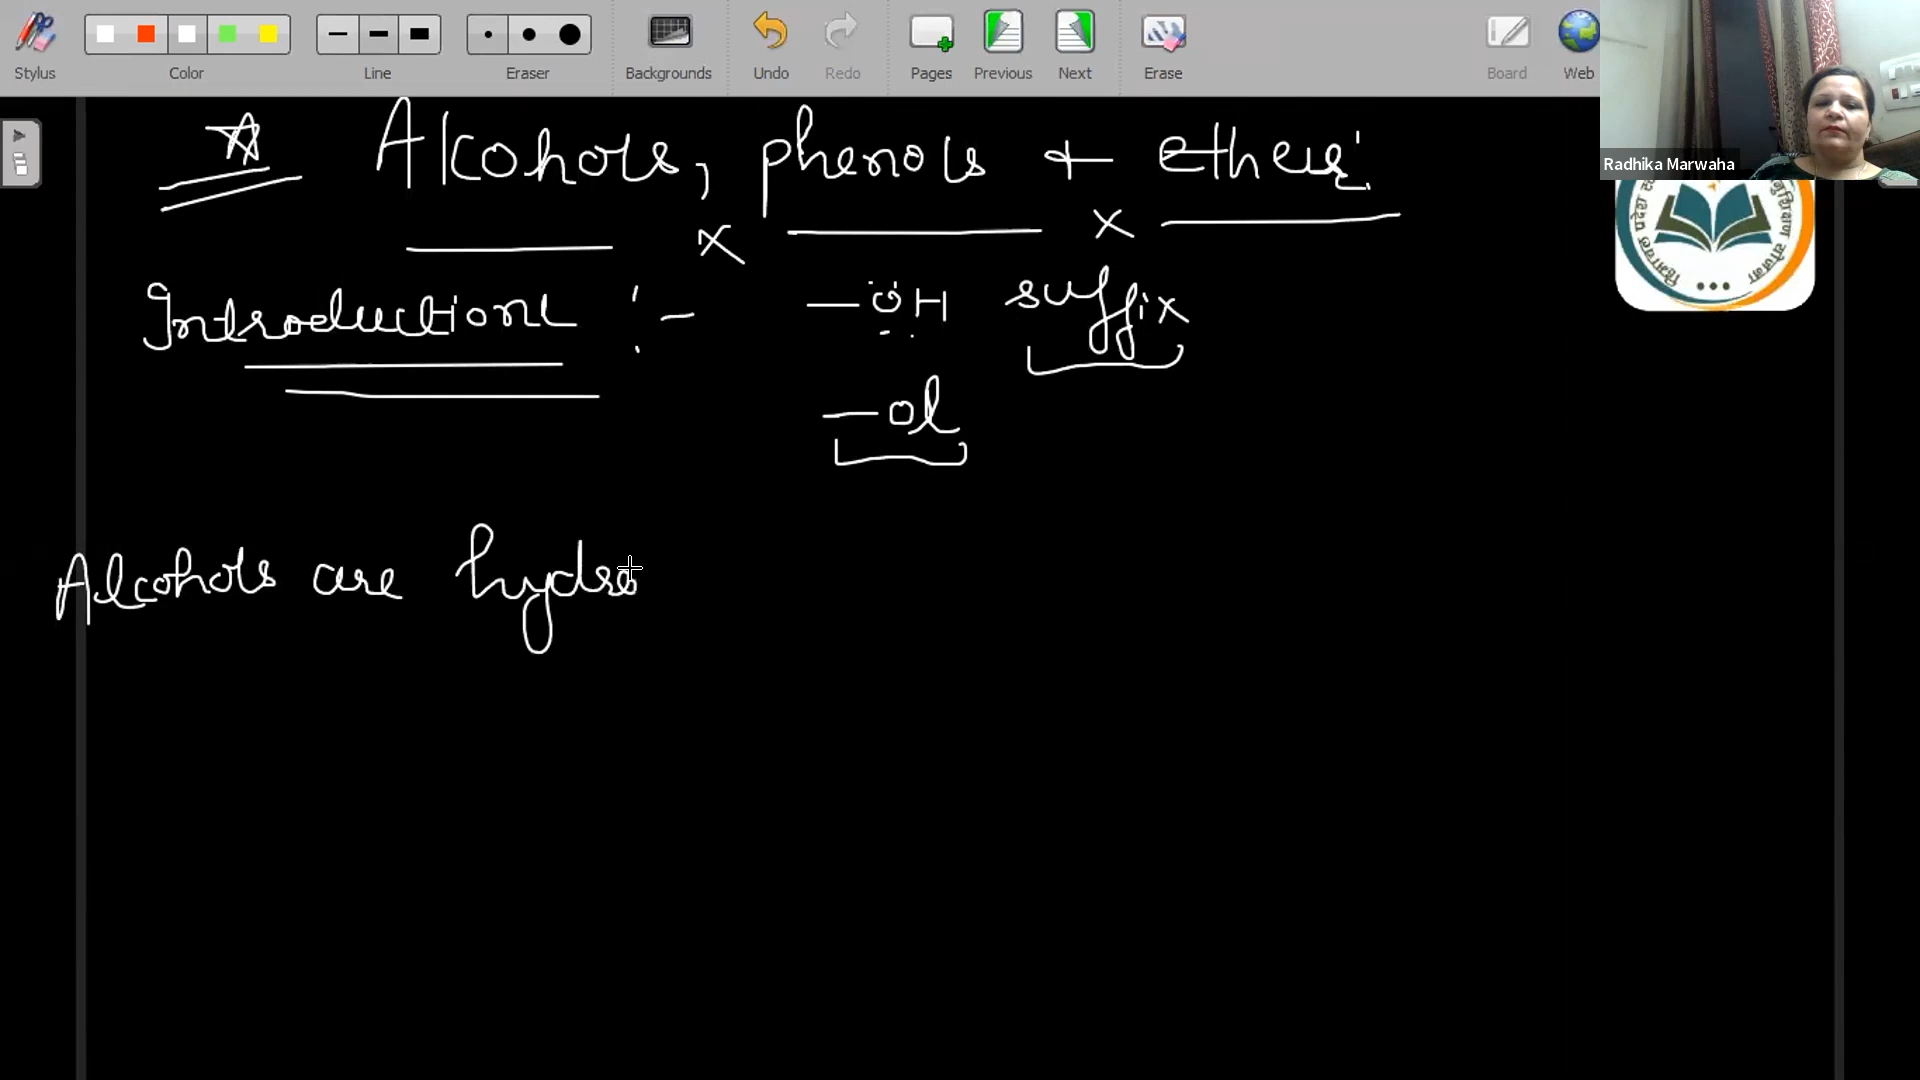 Stylus Color Line Eraser Backgrounds Undo Redo Pages Previous Next Erase Board Web
Radhika Marwaha
☆ Alcohols, phenols + ethers
x x
Introduction :- —ÖH suffix
—ol
Alcohols are hydro